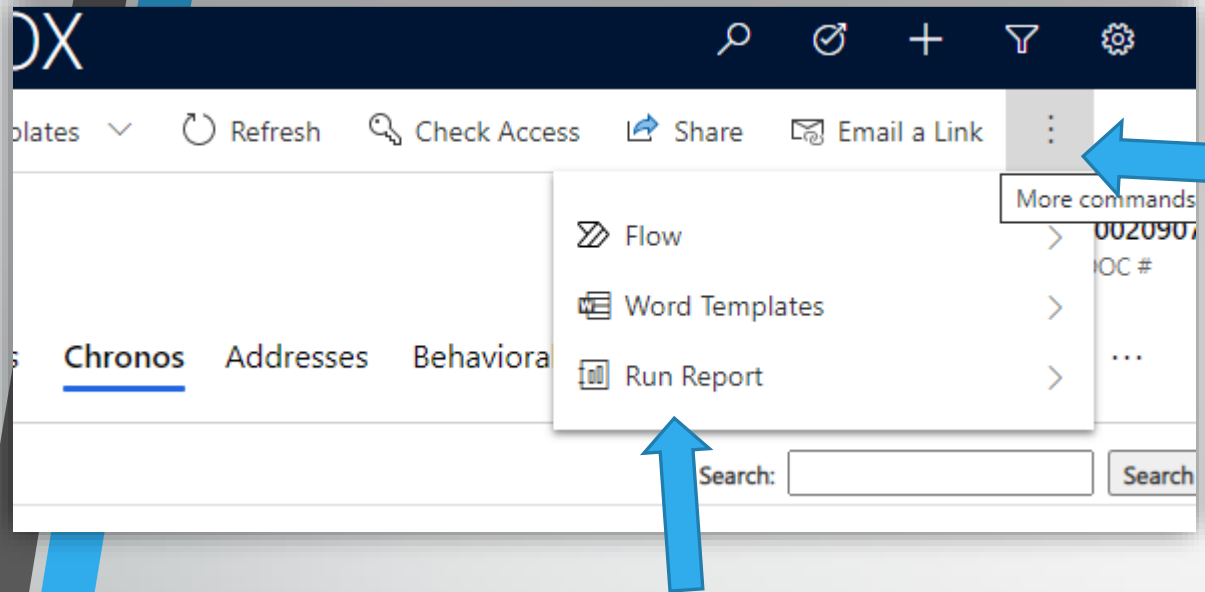 OX
plates Refresh Check Access Share Email a Link
More commands
Flow
0020907
OC #
Word Templates
Chronos Addresses Behavioral
Run Report
...
Search: Search